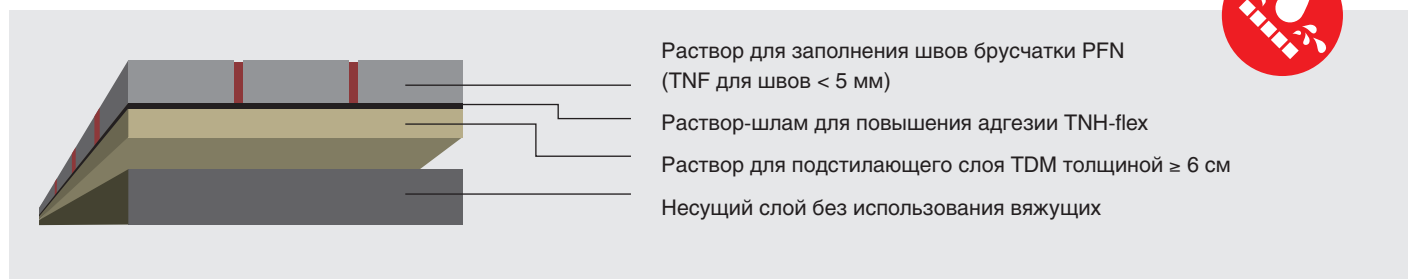 Раствор для заполнения швов брусчатки PFN
(TNF для швов < 5 мм)
Раствор-шлам для повышения адгезии TNH-flex
Раствор для подстилающего слоя TDM толщиной ≥ 6 см
Несущий слой без использования вяжущих